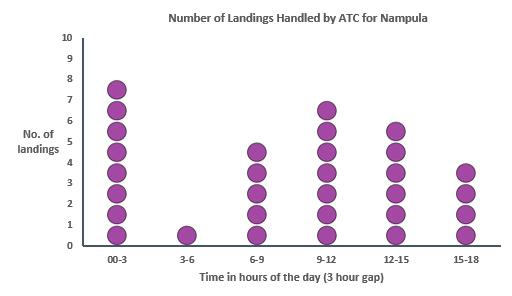 Number of Landings Handled by ATC for Nampula
10
9
8
7
6
5
4
3
2
1
0
No. of
landings
00-3 3-6 6-9 9-12 12-15 15-18
Time in hours of the day (3 hour gap)